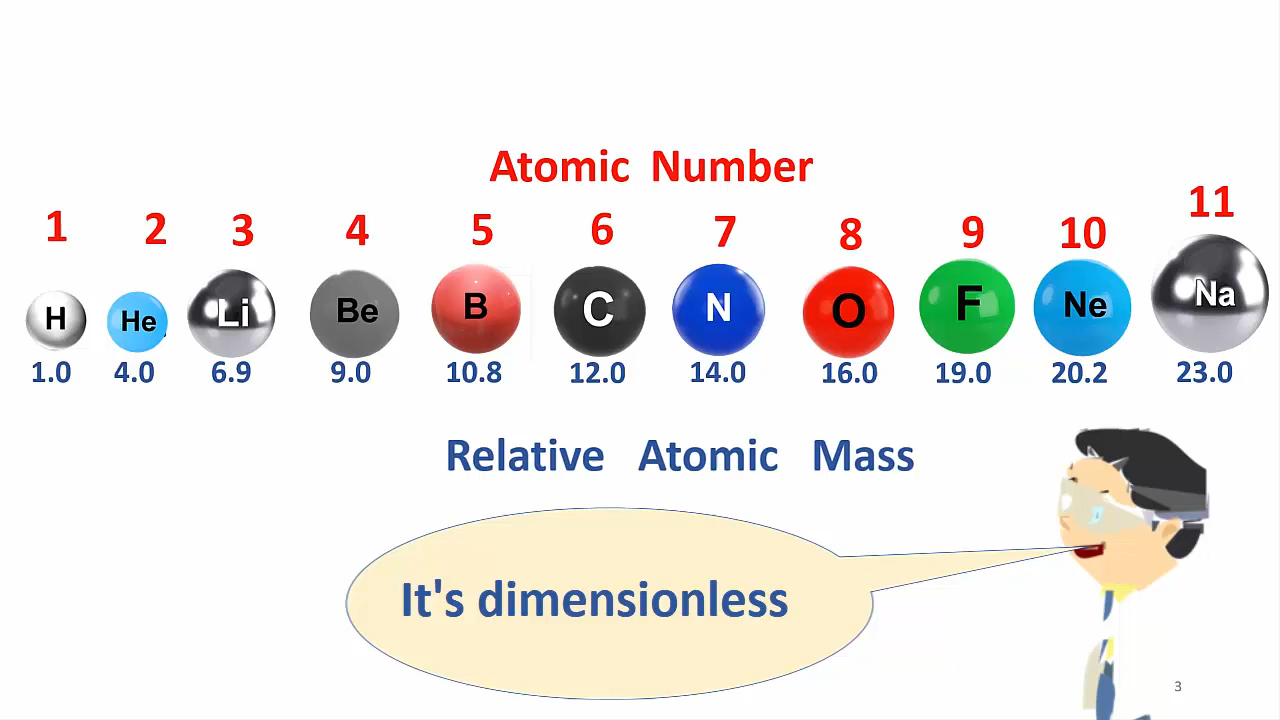 Atomic Number
1 2 3 4 5 6 7 8 9 10 11
H He Li Be B C N O F Ne Na
1.0 4.0 6.9 9.0 10.8 12.0 14.0 16.0 19.0 20.2 23.0
Relative Atomic Mass
It's dimensionless
3